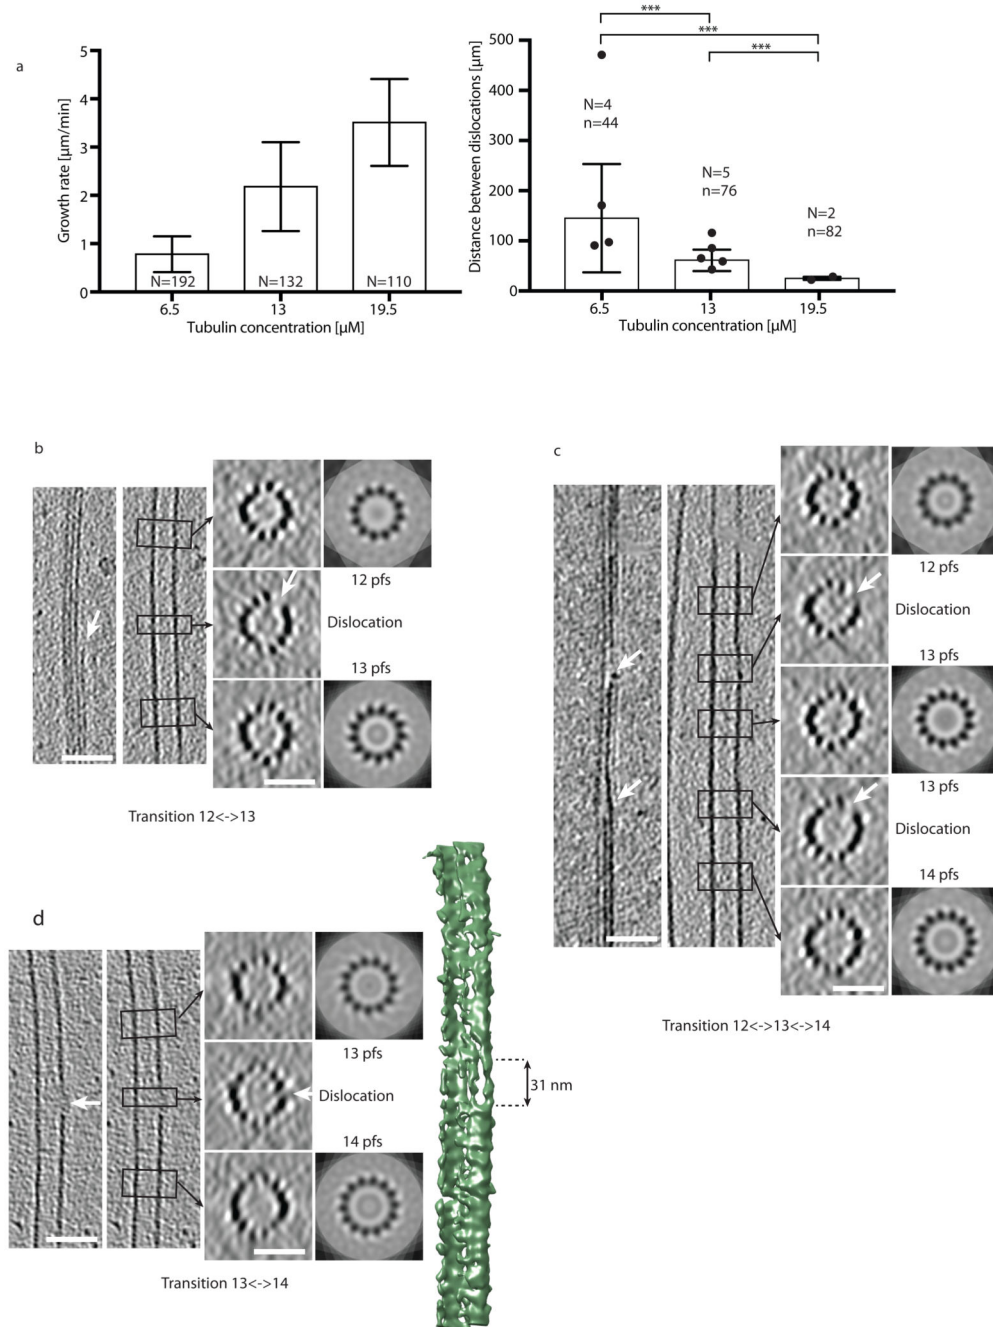 a
Growth rate [µm/min]
5
4
3
2
1
0
N=192
N=132
N=110
6.5
13
19.5
Tubulin concentration [µM]
***
***
***
Distance between dislocations [µm]
500
400
300
200
100
0
N=4
n=44
N=5
n=76
N=2
n=82
6.5
13
19.5
Tubulin concentration [µM]
b
12 pfs
Dislocation
13 pfs
Transition 12<->13
c
12 pfs
Dislocation
13 pfs
13 pfs
Dislocation
14 pfs
Transition 12<->13<->14
d
13 pfs
Dislocation
14 pfs
31 nm
Transition 13<->14